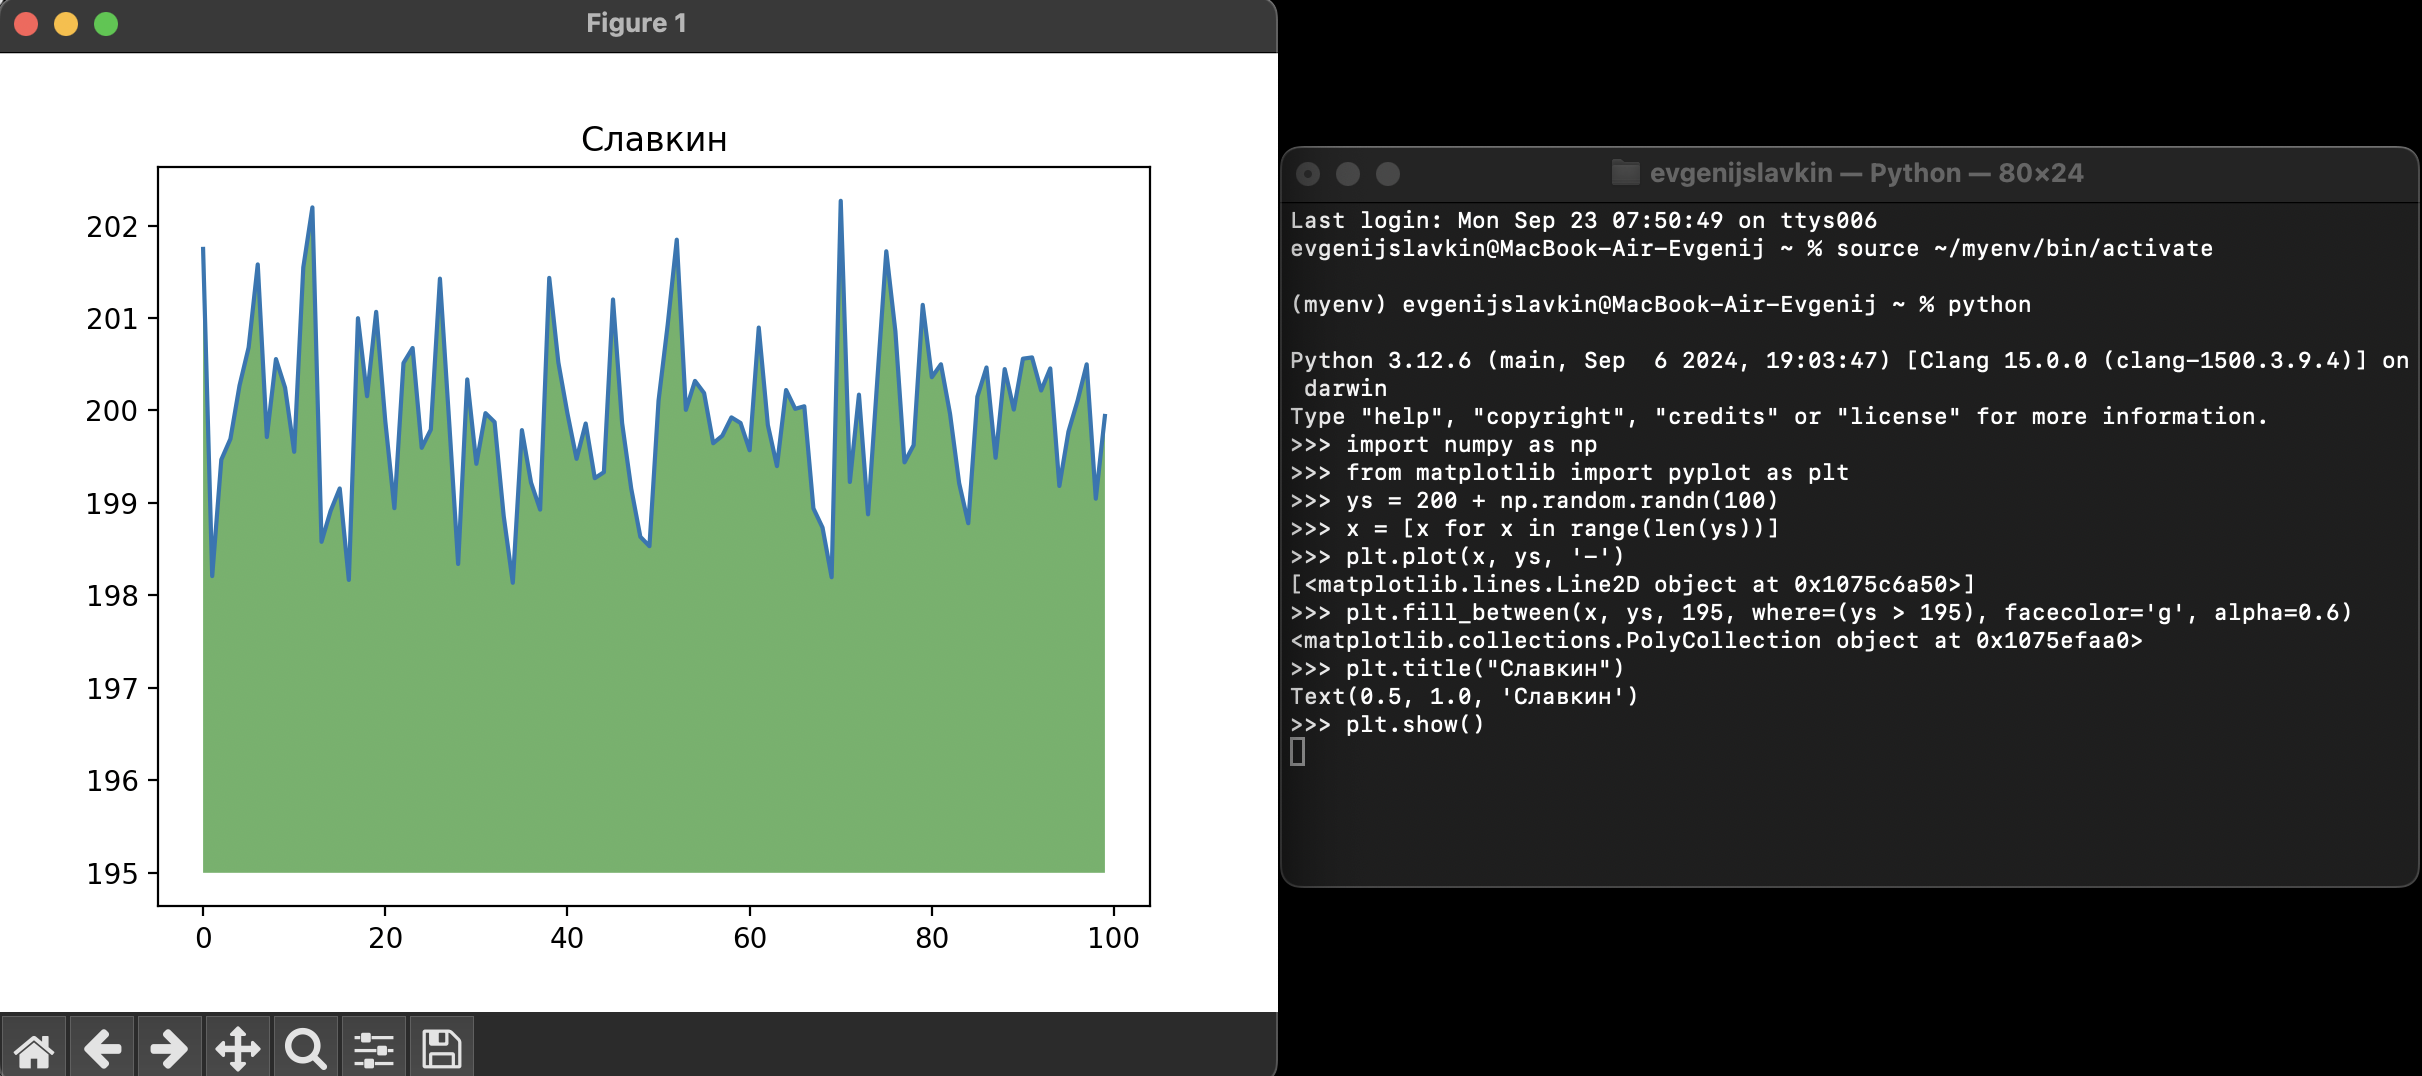 Figure 1
Славкин
202
201
200
199
198
197
196
195
0 20 40 60 80 100
evgenijslavkin — Python — 80×24
Last login: Mon Sep 23 07:50:49 on ttys006
evgenijslavkin@MacBook-Air-Evgenij ~ % source ~/myenv/bin/activate
(myenv) evgenijslavkin@MacBook-Air-Evgenij ~ % python
Python 3.12.6 (main, Sep  6 2024, 19:03:47) [Clang 15.0.0 (clang-1500.3.9.4)] on
darwin
Type "help", "copyright", "credits" or "license" for more information.
>>> import numpy as np
>>> from matplotlib import pyplot as plt
>>> ys = 200 + np.random.randn(100)
>>> x = [x for x in range(len(ys))]
>>> plt.plot(x, ys, '-')
[<matplotlib.lines.Line2D object at 0x1075c6a50>]
>>> plt.fill_between(x, ys, 195, where=(ys > 195), facecolor='g', alpha=0.6)
<matplotlib.collections.PolyCollection object at 0x1075efaa0>
>>> plt.title("Славкин")
Text(0.5, 1.0, 'Славкин')
>>> plt.show()